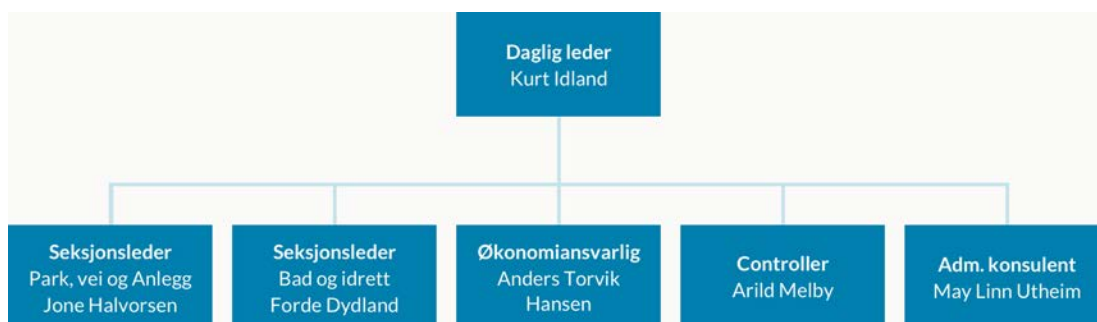 Daglig leder
Kurt Idland
Seksjonsleder
Park, vei og Anlegg
Jone Halvorsen
Seksjonsleder
Bad og idrett
Forde Dydland
Økonomiansvarlig
Anders Torvik
Hansen
Controller
Arild Melby
Adm. konsulent
May Linn Utheim